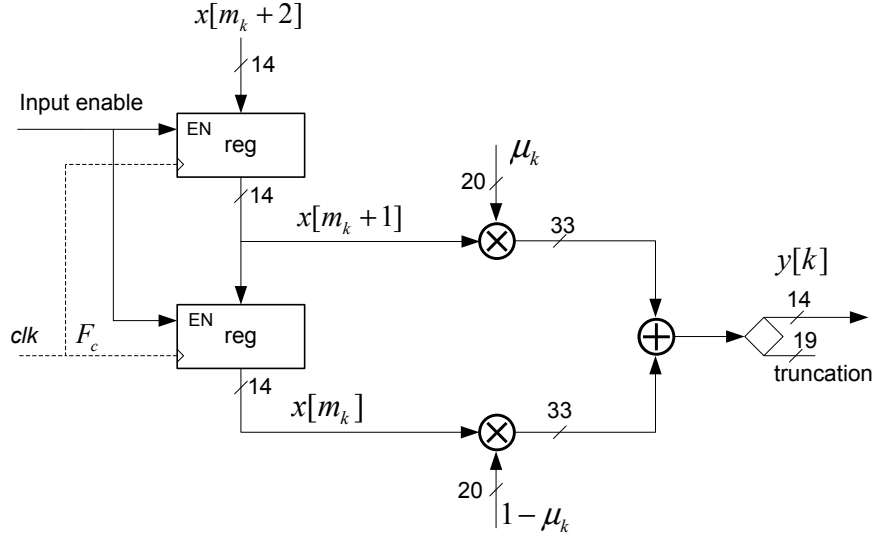 x[m_k + 2]
14
Input enable
EN
reg
14
μ_k
20
x[m_k + 1]
33
y[k]
14
EN
reg
clk
F_c
19
truncation
14
x[m_k]
33
20
1 − μ_k